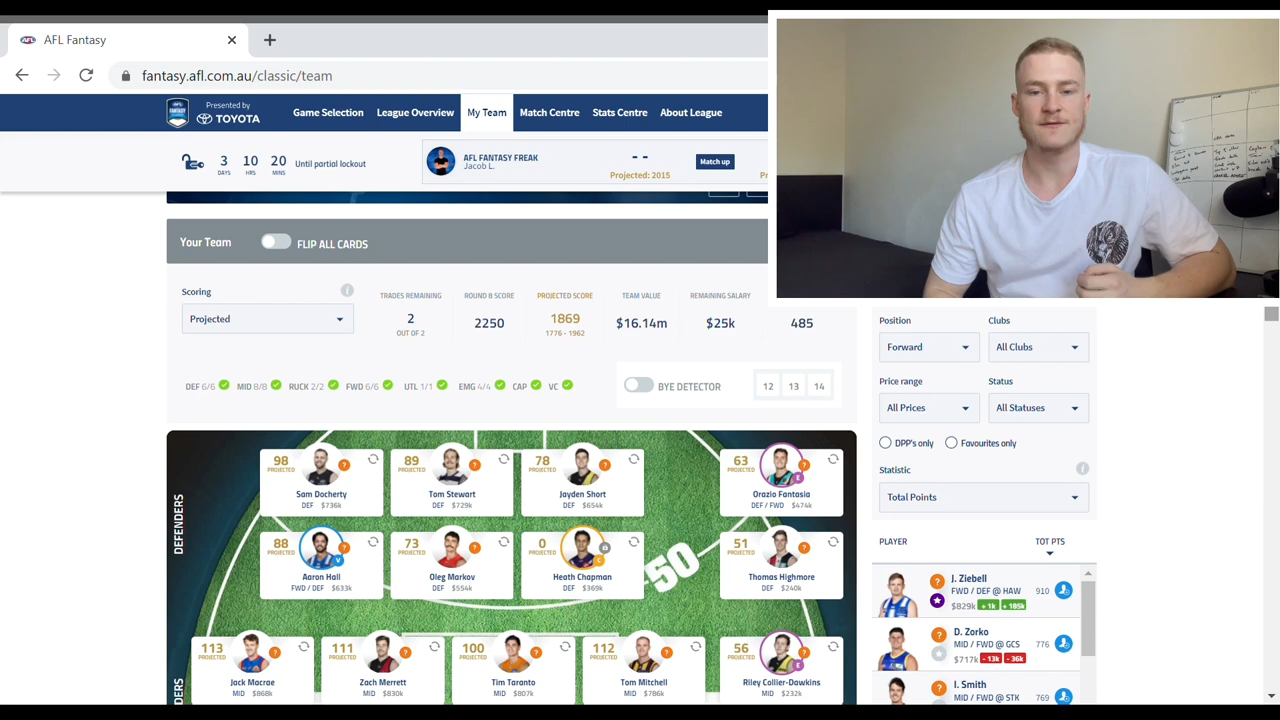 AFL Fantasy
fantasy.afl.com.au/classic/team
Presented by
TOYOTA
Game Selection
League Overview
My Team
Match Centre
Stats Centre
About League
3 10 20
DAYS HRS MINS
Until partial lockout
AFL FANTASY FREAK
Jacob L.
- -
Projected: 2015
Match up
Your Team
FLIP ALL CARDS
Scoring
Projected
TRADES REMAINING
2
OUT OF 2
ROUND 8 SCORE
2250
PROJECTED SCORE
1869
1776 - 1962
TEAM VALUE
$16.14m
REMAINING SALARY
$25k
485
DEF 6/6 MID 8/8 RUCK 2/2 FWD 6/6 UTL 1/1 EMG 4/4 CAP VC
BYE DETECTOR
12 13 14
DEFENDERS
50
98
PROJECTED
Sam Docherty
DEF $736k
89
PROJECTED
Tom Stewart
DEF $729k
78
PROJECTED
Jayden Short
DEF $654k
63
PROJECTED
E
Orazio Fantasia
DEF / FWD $474k
88
PROJECTED
V
Aaron Hall
FWD / DEF $633k
73
PROJECTED
Oleg Markov
DEF $554k
0
PROJECTED
C
Heath Chapman
DEF $369k
51
PROJECTED
Thomas Highmore
DEF $240k
113
PROJECTED
Jack Macrae
MID $868k
111
PROJECTED
Zach Merrett
MID $830k
100
PROJECTED
Tim Taranto
MID $807k
112
PROJECTED
Tom Mitchell
MID $786k
56
PROJECTED
E
Riley Collier-Dawkins
MID $232k
Position
Forward
Clubs
All Clubs
Price range
All Prices
Status
All Statuses
DPP's only
Favourites only
Statistic
Total Points
PLAYER
TOT PTS
J. Ziebell
FWD / DEF @ HAW
$829k + 1k + 185k
910
D. Zorko
MID / FWD @ GCS
$717k - 13k - 36k
776
I. Smith
MID / FWD @ STK
769